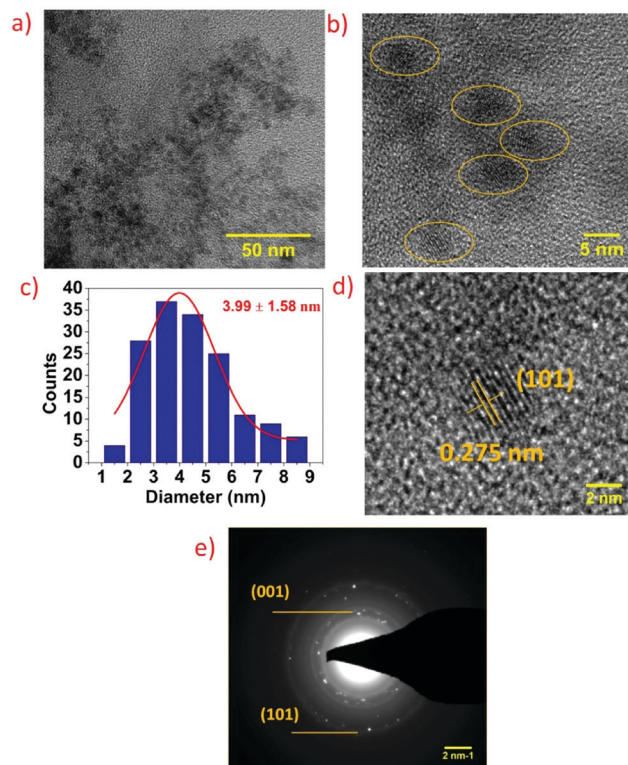 a)
50 nm
b)
5 nm
c)
3.99 ± 1.58 nm
40
35
30
25
20
15
10
5
0
Counts
1 2 3 4 5 6 7 8 9
Diameter (nm)
d)
(101)
0.275 nm
2 nm
e)
(001)
(101)
2 nm-1